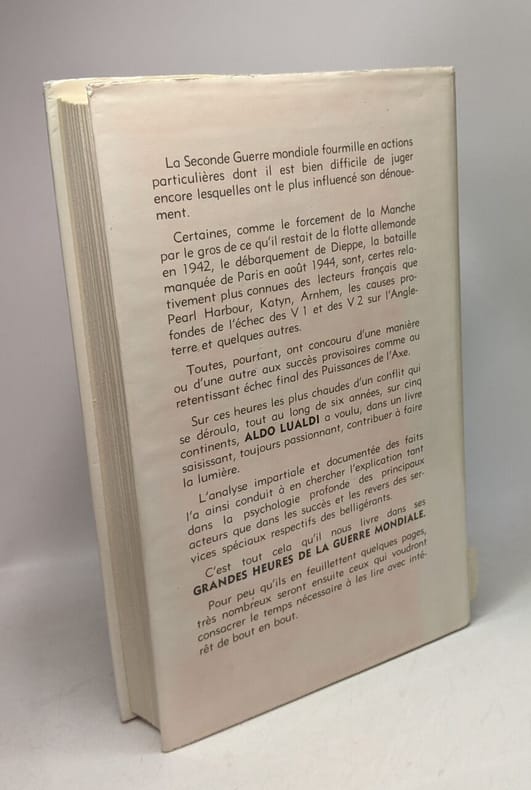 La Seconde Guerre mondiale fourmille en actions
particulières dont il est bien difficile de juger
encore lesquelles ont le plus influencé son dénoue-
ment.
Certaines, comme le forcement de la Manche
par le gros de ce qu'il restait de la flotte allemande
en 1942, le débarquement de Dieppe, la bataille
manquée de Paris en août 1944, sont, certes rela-
tivement plus connues des lecteurs français que
Pearl Harbour, Katyn, Arnhem, les causes pro-
fondes de l'échec des V 1 et des V 2 sur l'Angle-
terre et quelques autres.
Toutes, pourtant, ont concouru d'une manière
ou d'une autre aux succès provisoires comme au
retentissant échec final des Puissances de l'Axe.
Sur ces heures les plus chaudes d'un conflit qui
se déroula, tout au long de six années, sur cinq
continents, ALDO LUALDI a voulu, dans un livre
saisissant, toujours passionnant, contribuer à faire
la lumière.
L'analyse impartiale et documentée des faits
l'a ainsi conduit à en chercher l'explication tant
dans la psychologie profonde des principaux
acteurs que dans les succès et les revers des ser-
vices spéciaux respectifs des belligérants.
C'est tout cela qu'il nous livre dans ses
GRANDES HEURES DE LA GUERRE MONDIALE.
Pour peu qu'ils en feuillettent quelques pages,
très nombreux seront ensuite ceux qui voudront
consacrer le temps nécessaire à les lire avec inté-
rêt de bout en bout.